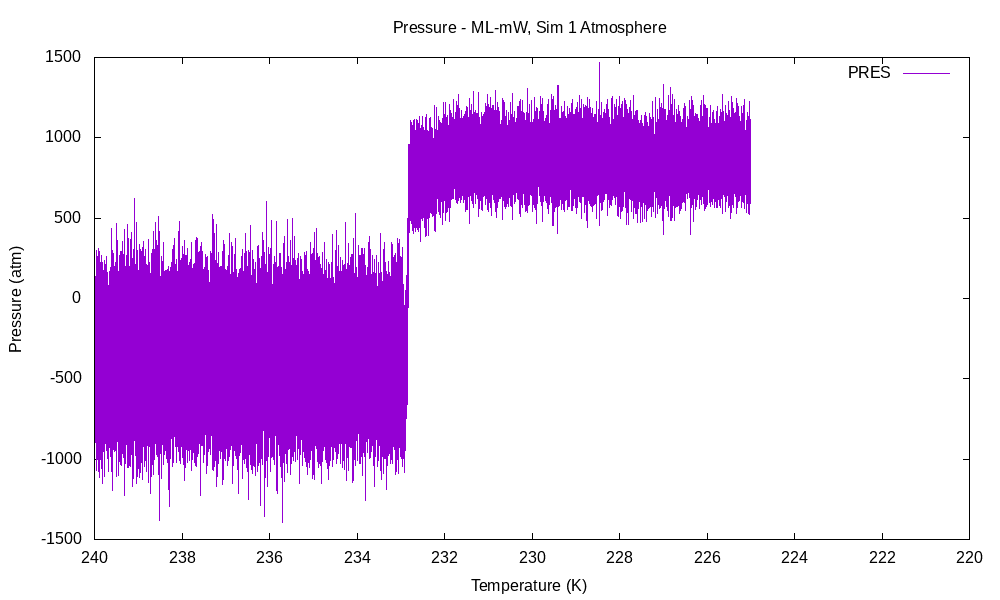 Pressure - ML-mW, Sim 1 Atmosphere
PRES
1500
1000
500
0
-500
-1000
-1500
Pressure (atm)
240 238 236 234 232 230 228 226 224 222 220
Temperature (K)